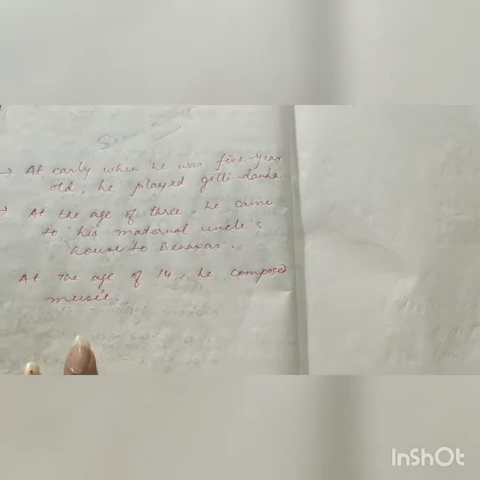 → At early when he was five-year
old, he played gilli-danda.
→ At the age of three, he came
to his maternal uncle's
house to Benaras.
At the age of 14, he composed
music.
InShOt